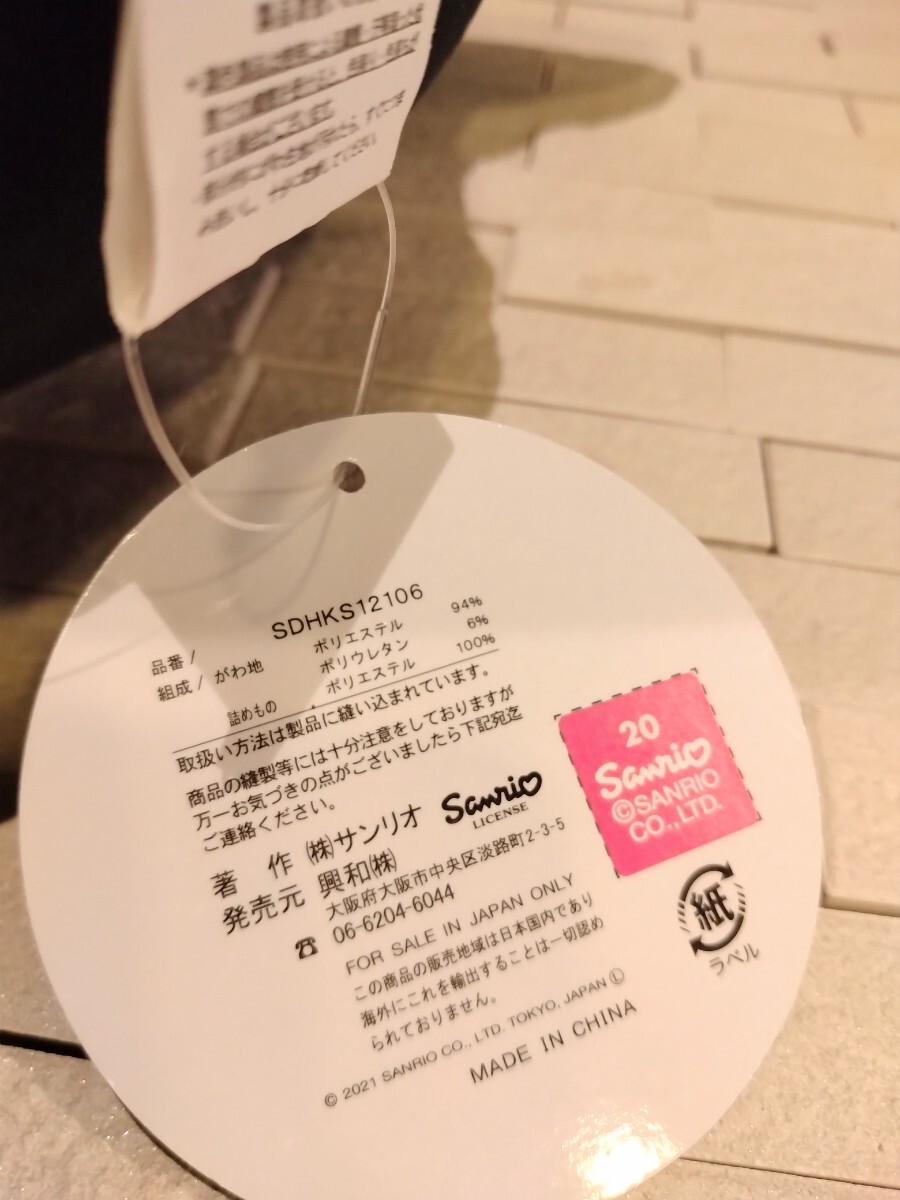 品番/ SDHKS12106
組成/ がわ地 ポリエステル 94%
ポリウレタン 6%
詰めもの ポリエステル 100%
取扱い方法は製品に縫い込まれています。
商品の縫製等には十分注意をしておりますが
万一お気づきの点がございましたら下記宛迄
ご連絡ください。
著 作 ㈱サンリオ
Sanrio
LICENSE
発売元 興和㈱
大阪府大阪市中央区淡路町2-3-5
☎ 06-6204-6044
FOR SALE IN JAPAN ONLY
この商品の販売地域は日本国内であり
海外にこれを輸出することは一切認め
られておりません。
© 2021 SANRIO CO., LTD. TOKYO, JAPAN Ⓛ
MADE IN CHINA
20
Sanrio
©SANRIO
CO., LTD.
紙
ラベル